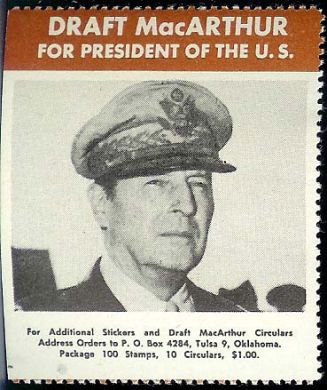 DRAFT MacARTHUR
FOR PRESIDENT OF THE U. S.
For Additional Stickers and Draft MacArthur Circulars
Address Orders to P. O. Box 4284, Tulsa 9, Oklahoma.
Package 100 Stamps, 10 Circulars, $1.00.